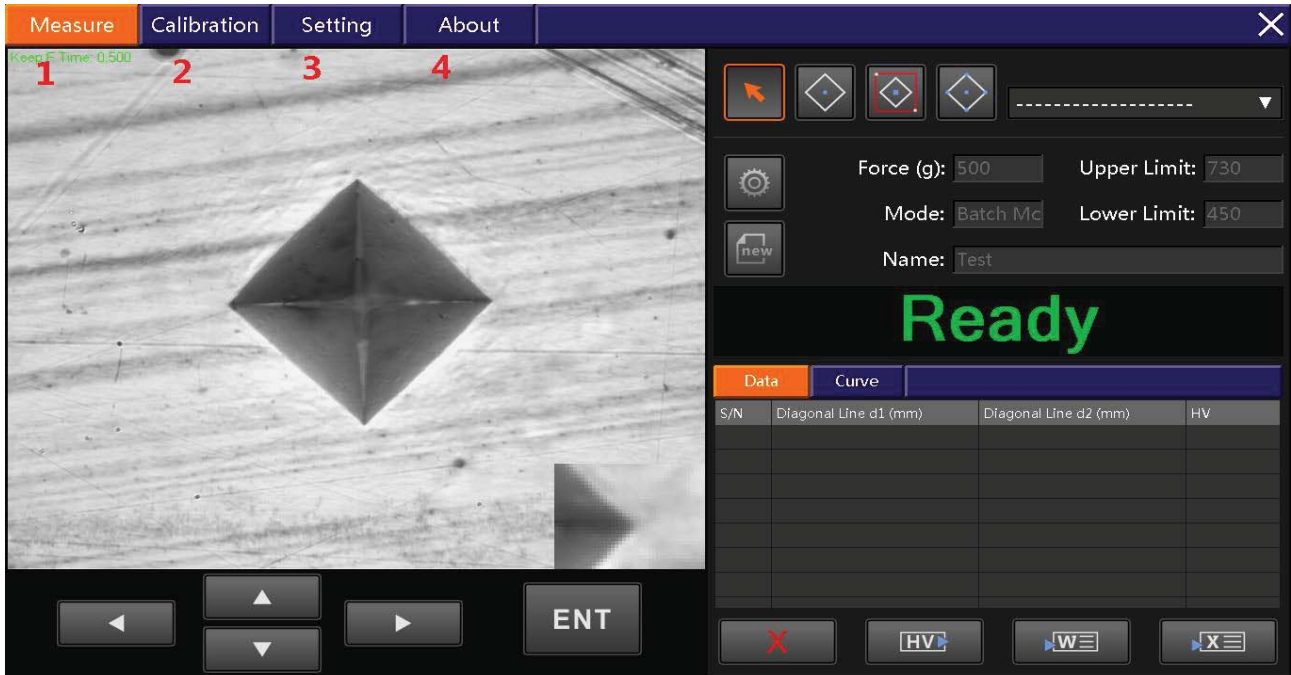 Measure Calibration Setting About
Keep E Time: 0.500
1 2 3 4
-------------------
Force (g): 500 Upper Limit: 730
Mode: Batch Mc Lower Limit: 450
new
Name: Test
Ready
Data Curve
S/N Diagonal Line d1 (mm) Diagonal Line d2 (mm) HV
ENT
X HV W X